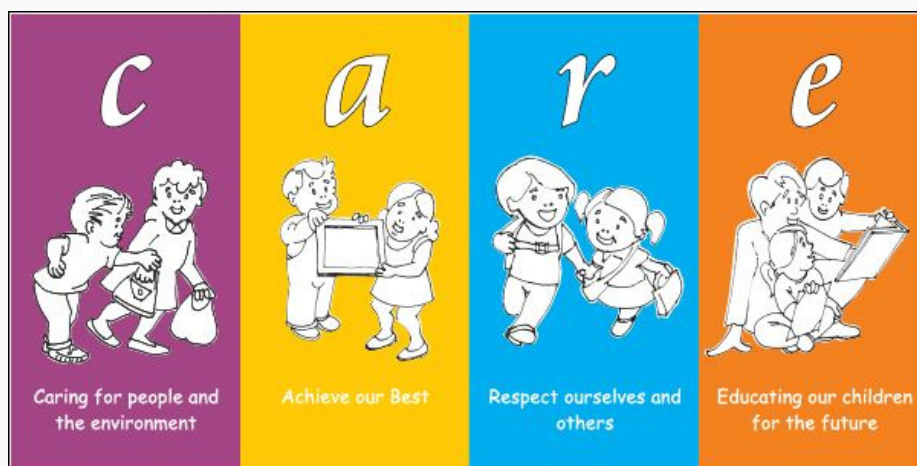 c
a
r
e
Caring for people and
the environment
Achieve our Best
Respect ourselves and
others
Educating our children
for the future